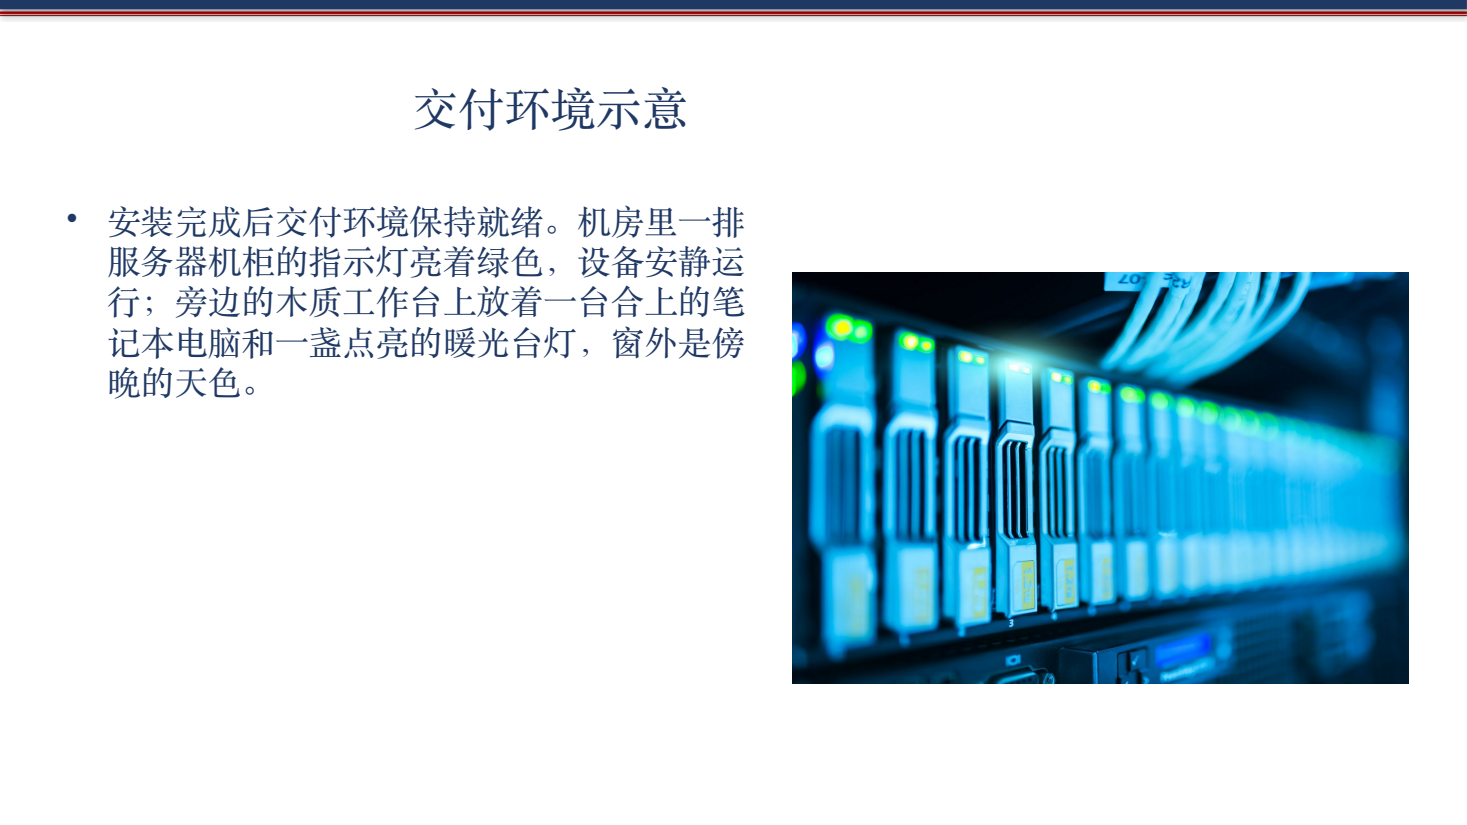 交付环境示意
• 安装完成后交付环境保持就绪。机房里一排
服务器机柜的指示灯亮着绿色，设备安静运
行；旁边的木质工作台上放着一台合上的笔
记本电脑和一盏点亮的暖光台灯，窗外是傍
晚的天色。
3